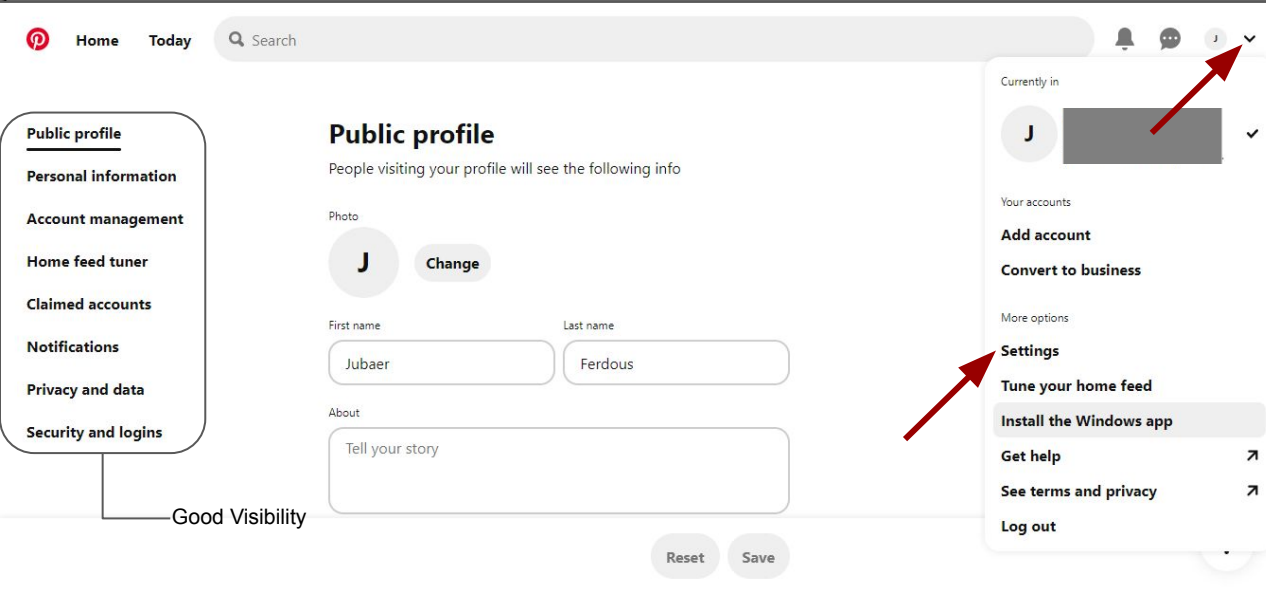 Home Today Search J
Currently in
J
Public profile
Personal information
Account management
Home feed tuner
Claimed accounts
Notifications
Privacy and data
Security and logins
Good Visibility
Public profile
People visiting your profile will see the following info
Photo
J Change
First name Last name
Jubaer Ferdous
About
Tell your story
Reset Save
Your accounts
Add account
Convert to business
More options
Settings
Tune your home feed
Install the Windows app
Get help
See terms and privacy
Log out